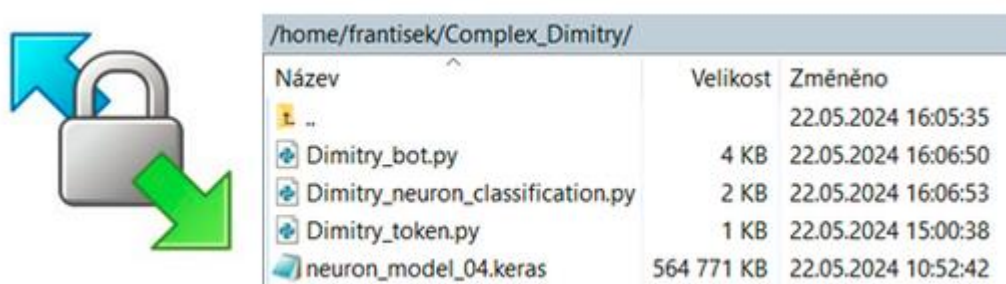 /home/frantisek/Complex_Dimitry/
Název Velikost Změněno
.. 22.05.2024 16:05:35
Dimitry_bot.py 4 KB 22.05.2024 16:06:50
Dimitry_neuron_classification.py 2 KB 22.05.2024 16:06:53
Dimitry_token.py 1 KB 22.05.2024 15:00:38
neuron_model_04.keras 564 771 KB 22.05.2024 10:52:42